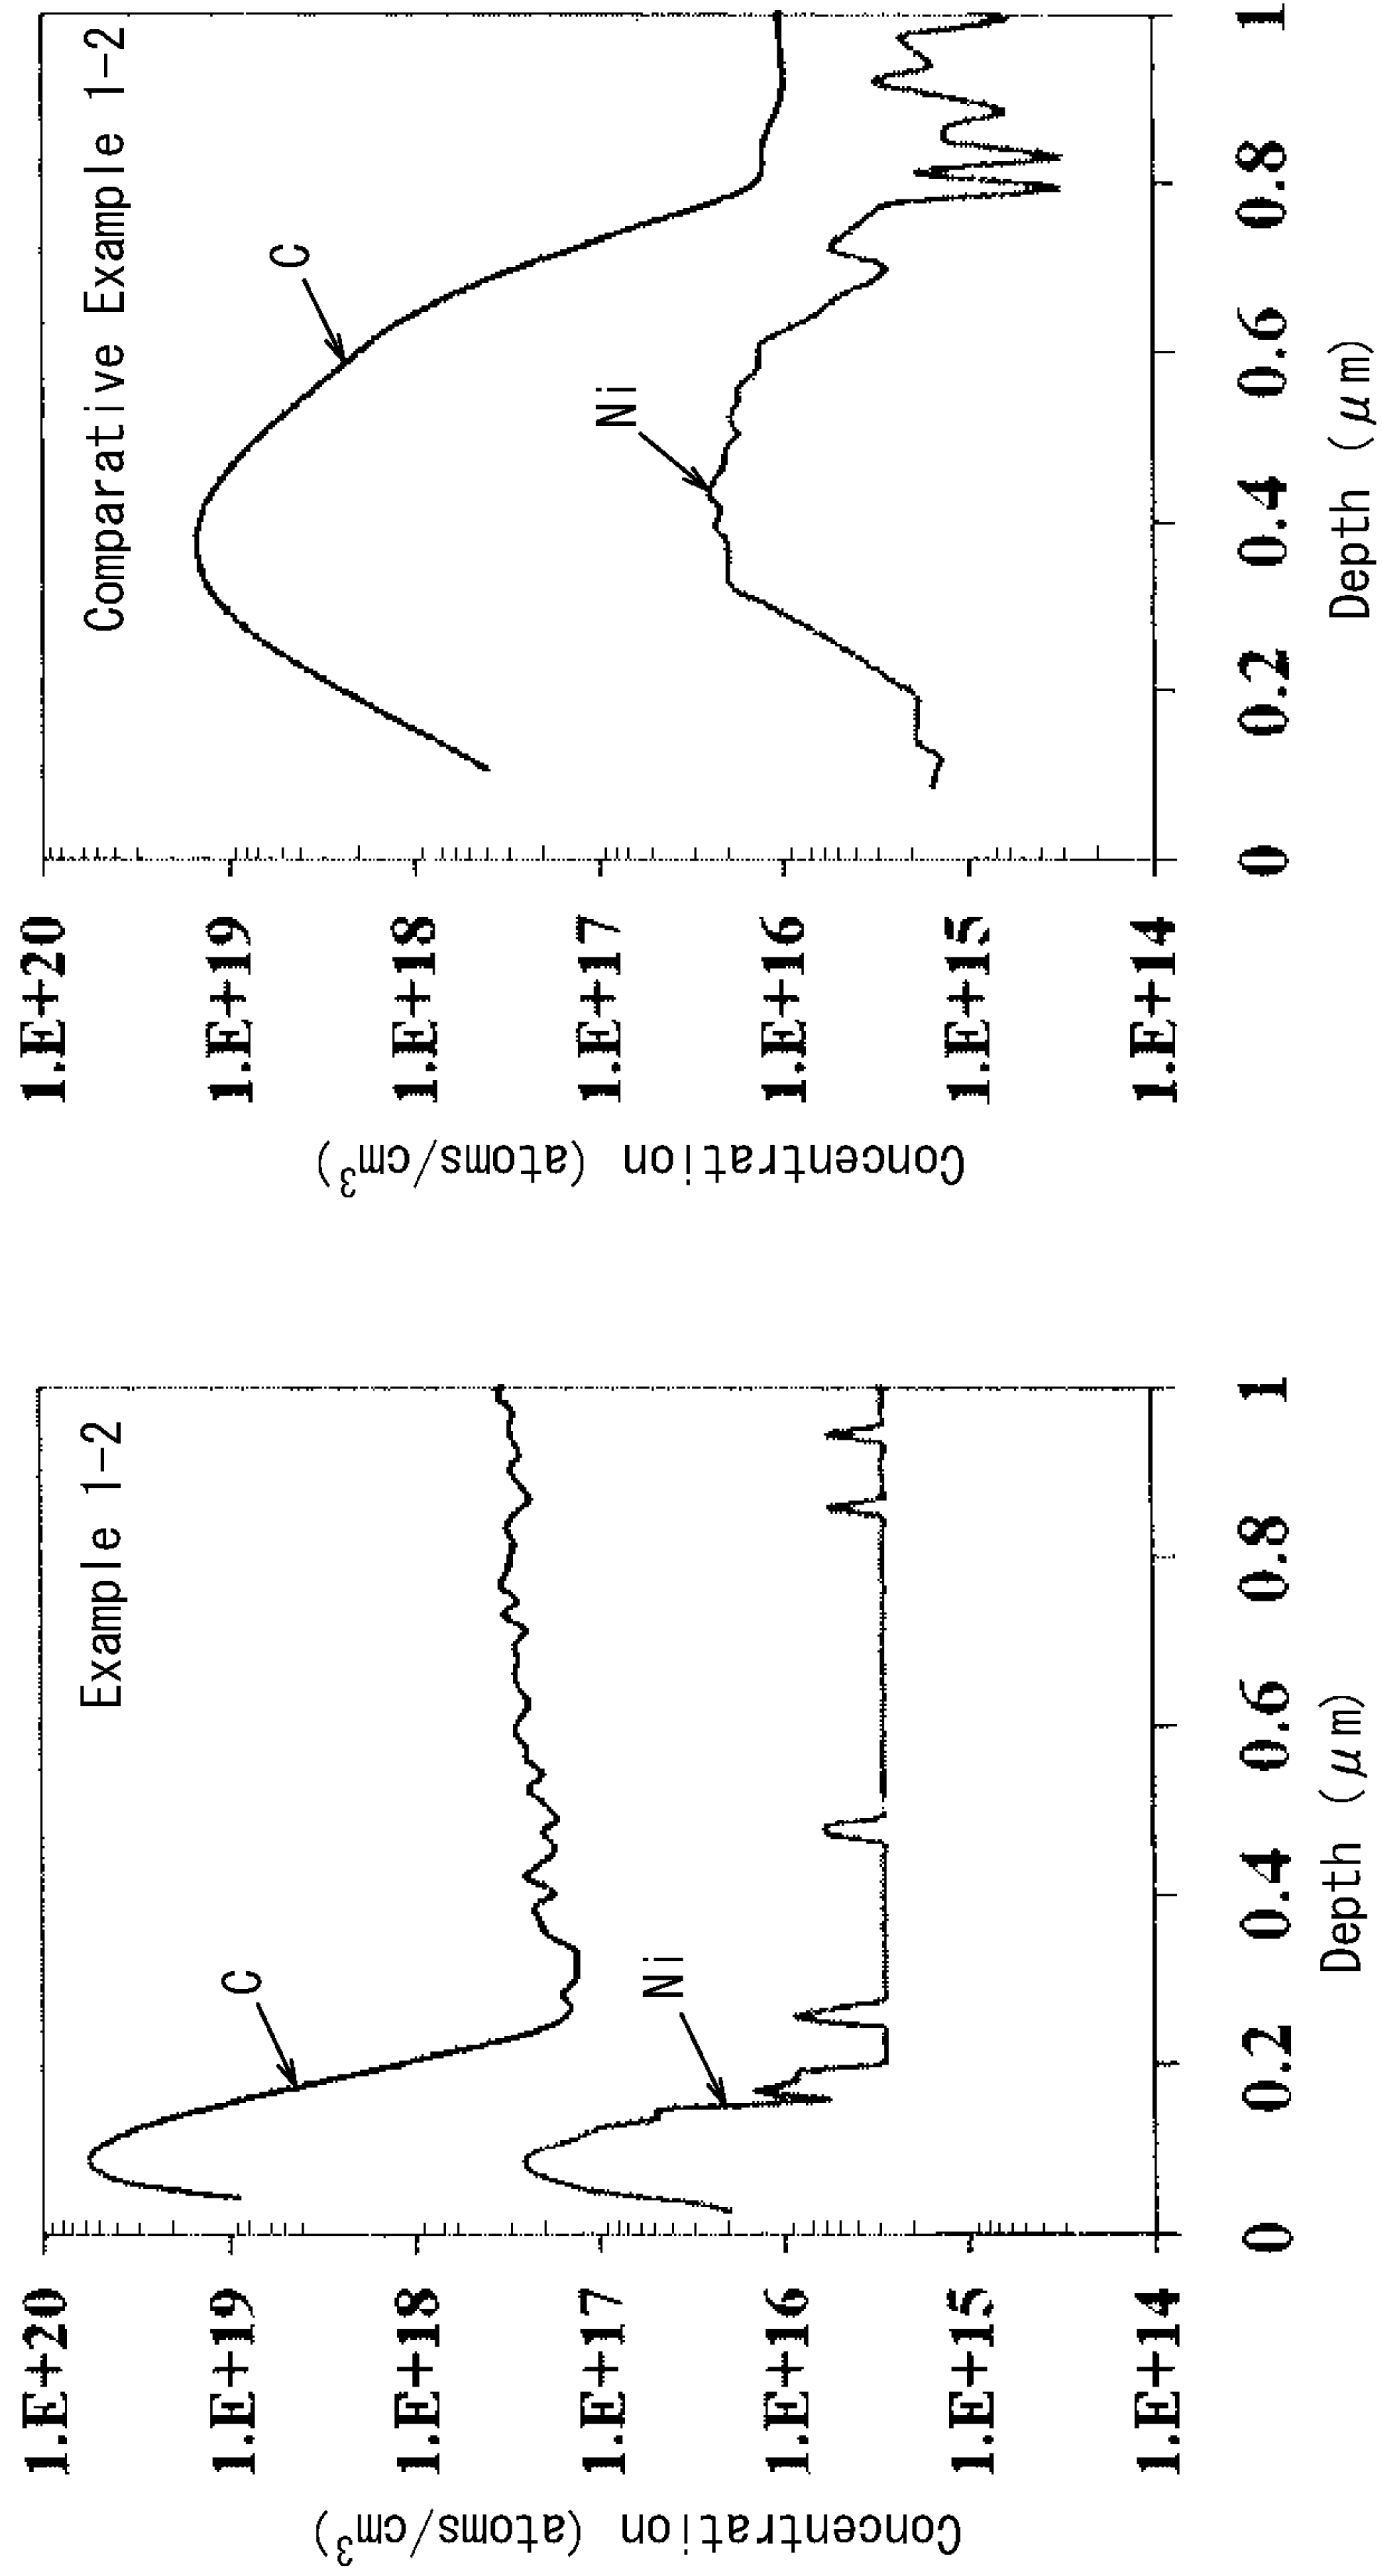 Example 1-2
C
Ni
1.E+20
1.E+19
1.E+18
1.E+17
1.E+16
1.E+15
1.E+14
Concentration (atoms/cm³)
0 0.2 0.4 0.6 0.8 1
Depth (μm)
Comparative Example 1-2
C
Ni
1.E+20
1.E+19
1.E+18
1.E+17
1.E+16
1.E+15
1.E+14
Concentration (atoms/cm³)
0 0.2 0.4 0.6 0.8 1
Depth (μm)